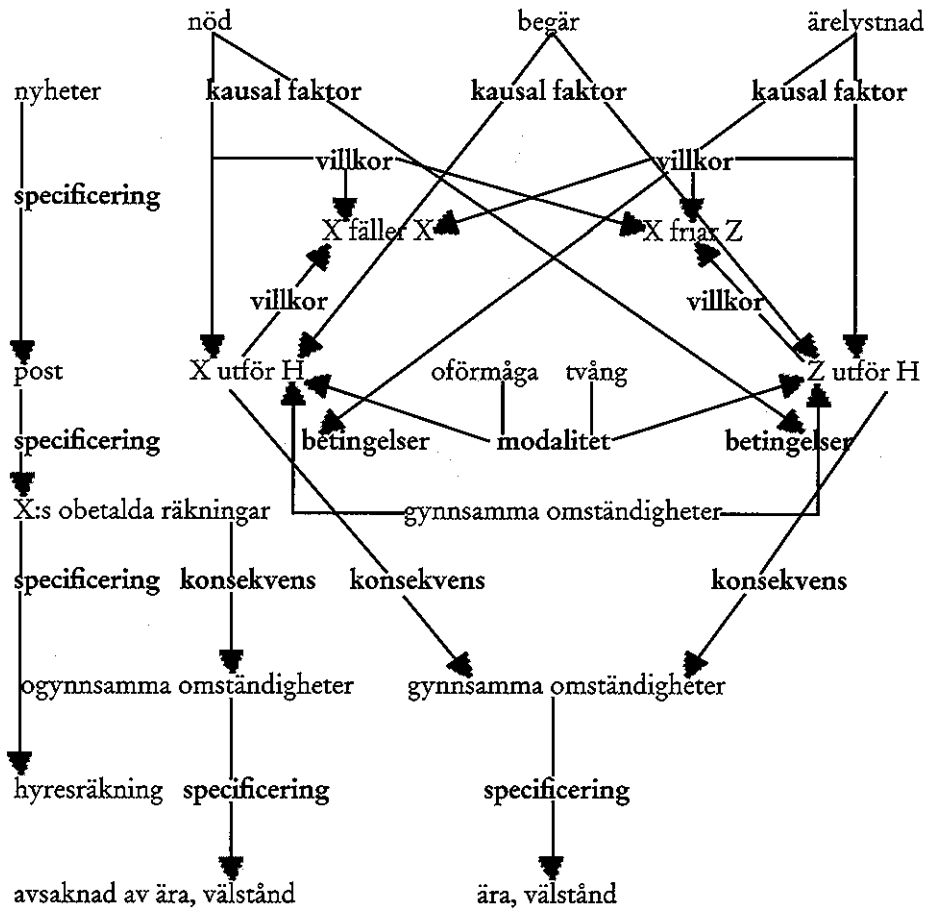 nöd begär ärelystnad
nyheter kausal faktor kausal faktor kausal faktor
villkor villkor
specificering
X fäller X X friar Z
villkor villkor
post X utför H oförmåga tvång Z utför H
specificering betingelser modalitet betingelser
X:s obetalda räkningar gynnsamma omständigheter
specificering konsekvens konsekvens konsekvens
ogynnsamma omständigheter gynnsamma omständigheter
hyresräkning specificering specificering
avsaknad av ära, välstånd ära, välstånd